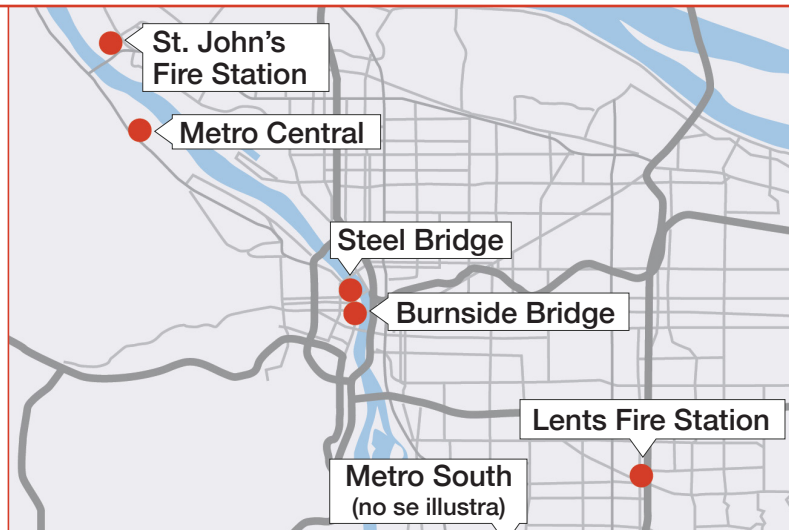 St. John's
Fire Station
Metro Central
Steel Bridge
Burnside Bridge
Lents Fire Station
Metro South
(no se illustra)